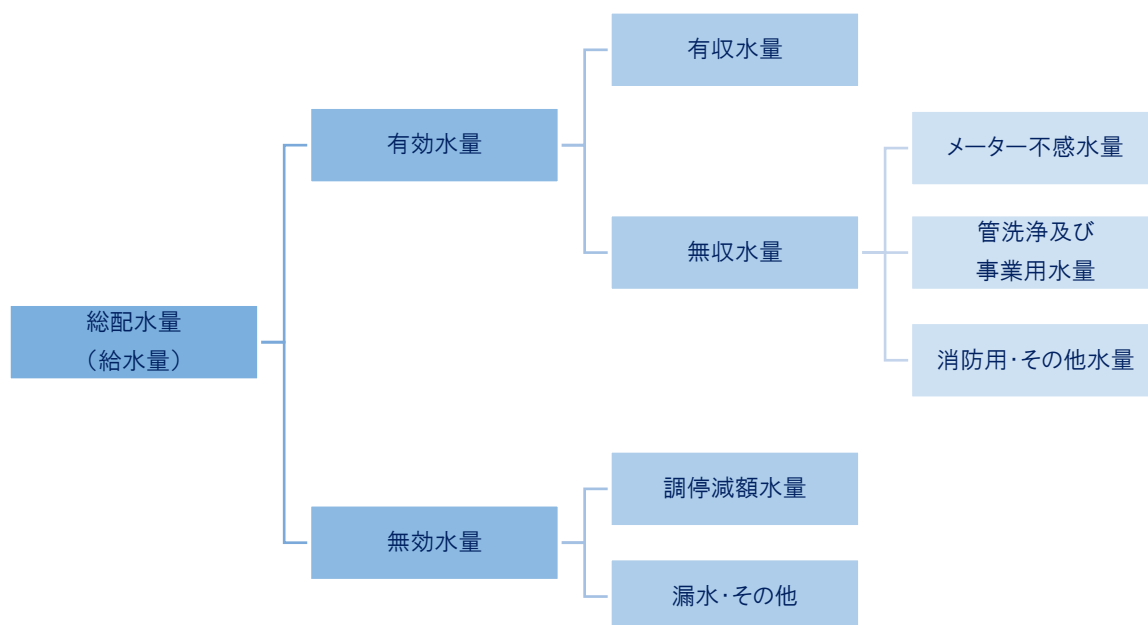 有収水量
有効水量
メーター不感水量
無収水量
管洗浄及び
事業用水量
総配水量
（給水量）
消防用・その他水量
調停減額水量
無効水量
漏水・その他